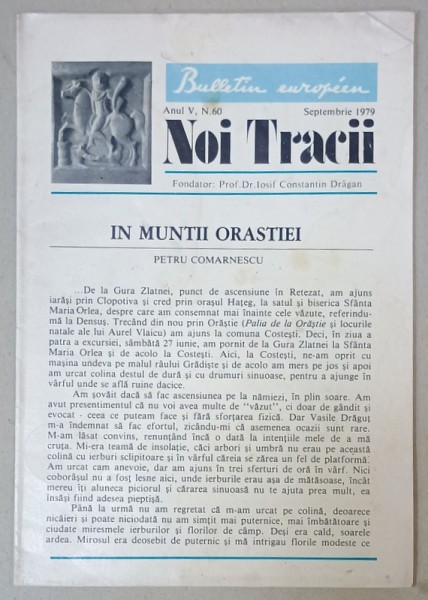 Bulletin européen
Anul V, N.60 Septembrie 1979
Noi Tracii
Fondator: Prof.Dr.Iosif Constantin Drăgan
IN MUNTII ORASTIEI
PETRU COMARNESCU
...De la Gura Zlatnei, punct de ascensiune în Retezat, am ajuns
iarăși prin Clopotiva și cred prin orașul Hațeg, la satul și biserica Sfânta
Maria Orlea, despre care am consemnat mai înainte cele văzute, referindu-
mă la Densuș. Trecând din nou prin Orăștie (Palia de la Orăștie și locurile
natale ale lui Aurel Vlaicu) am ajuns la comuna Costești. Deci, în ziua a
patra a excursiei, sâmbătă 27 iunie, am pornit de la Gura Zlatnei la Sfânta
Maria Orlea și de acolo la Costești. Aici, la Costești, ne-am oprit cu
mașina undeva pe malul râului Grădiște și de acolo am mers pe jos și apoi
am urcat colina destul de dură și cu drumuri sinuoase, pentru a ajunge în
vârful unde se află ruine dacice.
Am șovăit dacă să fac ascensiunea pe la nămiezi, în plin soare. Am
avut presentimentul că nu voi avea multe de "văzut", ci doar de gândit și
evocat - ceea ce puteam face și fără sforțarea fizică. Dar Vasile Drăguț
m-a îndemnat să fac efortul, zicându-mi că asemenea ocazii sunt rare.
M-am lăsat convins, renunțând încă o dată la intențiile mele de a mă
cruța. Mi-era teamă de insolație, căci arbori și umbră nu erau pe această
colină cu ierburi sclipitoare și în vârful căreia se zărea un fel de platformă.
Am urcat cam anevoie, dar am ajuns în trei sferturi de oră în vârf. Nici
coborâșul nu a fost lesne aici, unde ierburile erau așa de mătăsoase, încât
mereu îți aluneca piciorul și cărarea sinuoasă nu te ajuta prea mult, ea
însăși fiind adesea pieptișă.
Până la urmă nu am regretat că m-am urcat pe colină, deoarece
nicăieri și poate niciodată nu am simțit mai puternice, mai îmbătătoare și
ciudate miresmele ierburilor și florilor de câmp. Deși era cald, soarele
ardea. Mirosul era deosebit de puternic și mă intrigau florile modeste ce